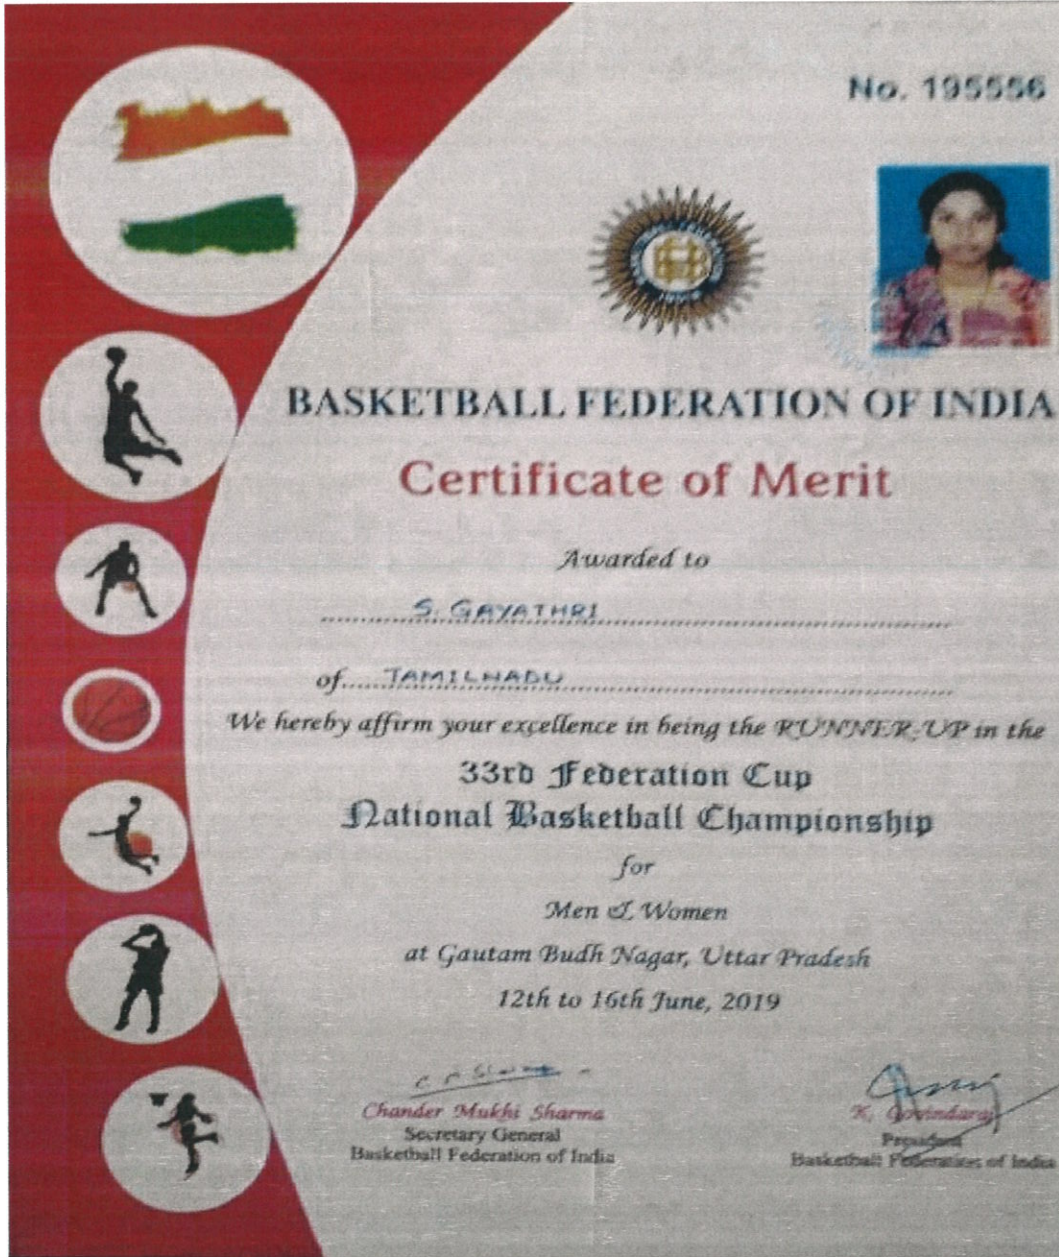 No. 195556
BASKETBALL FEDERATION OF INDIA
Certificate of Merit
Awarded to
S. GAYATHRI
of TAMILNADU
We hereby affirm your excellence in being the RUNNER-UP in the
33rd Federation Cup
National Basketball Championship
for
Men & Women
at Gautam Budh Nagar, Uttar Pradesh
12th to 16th June, 2019
Chander Mukhi Sharma
Secretary General
Basketball Federation of India
K. Govindaraj
President
Basketball Federation of India